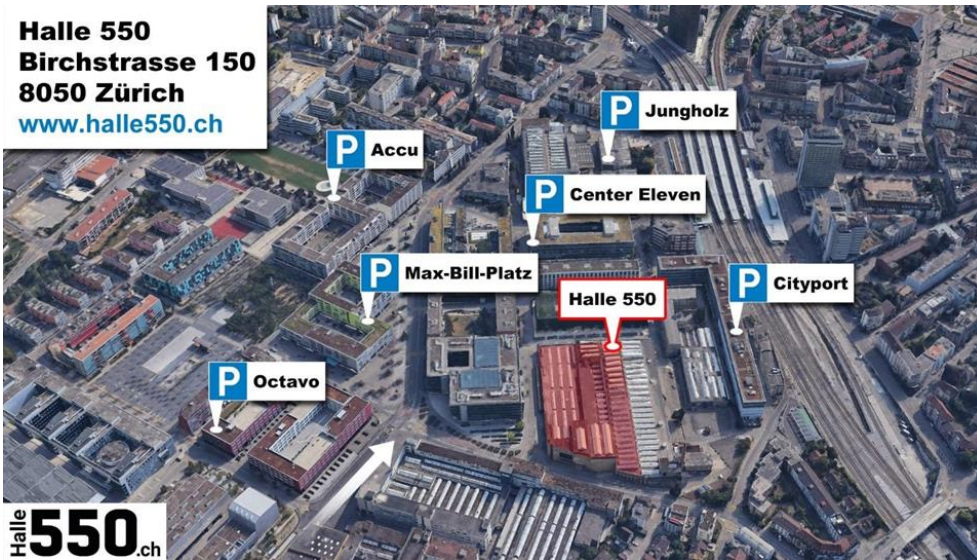 Halle 550
Birchstrasse 150
8050 Zürich
www.halle550.ch
P Jungholz
P Accu
P Center Eleven
P Max-Bill-Platz
Halle 550
P Cityport
P Octavo
Halle 550.ch